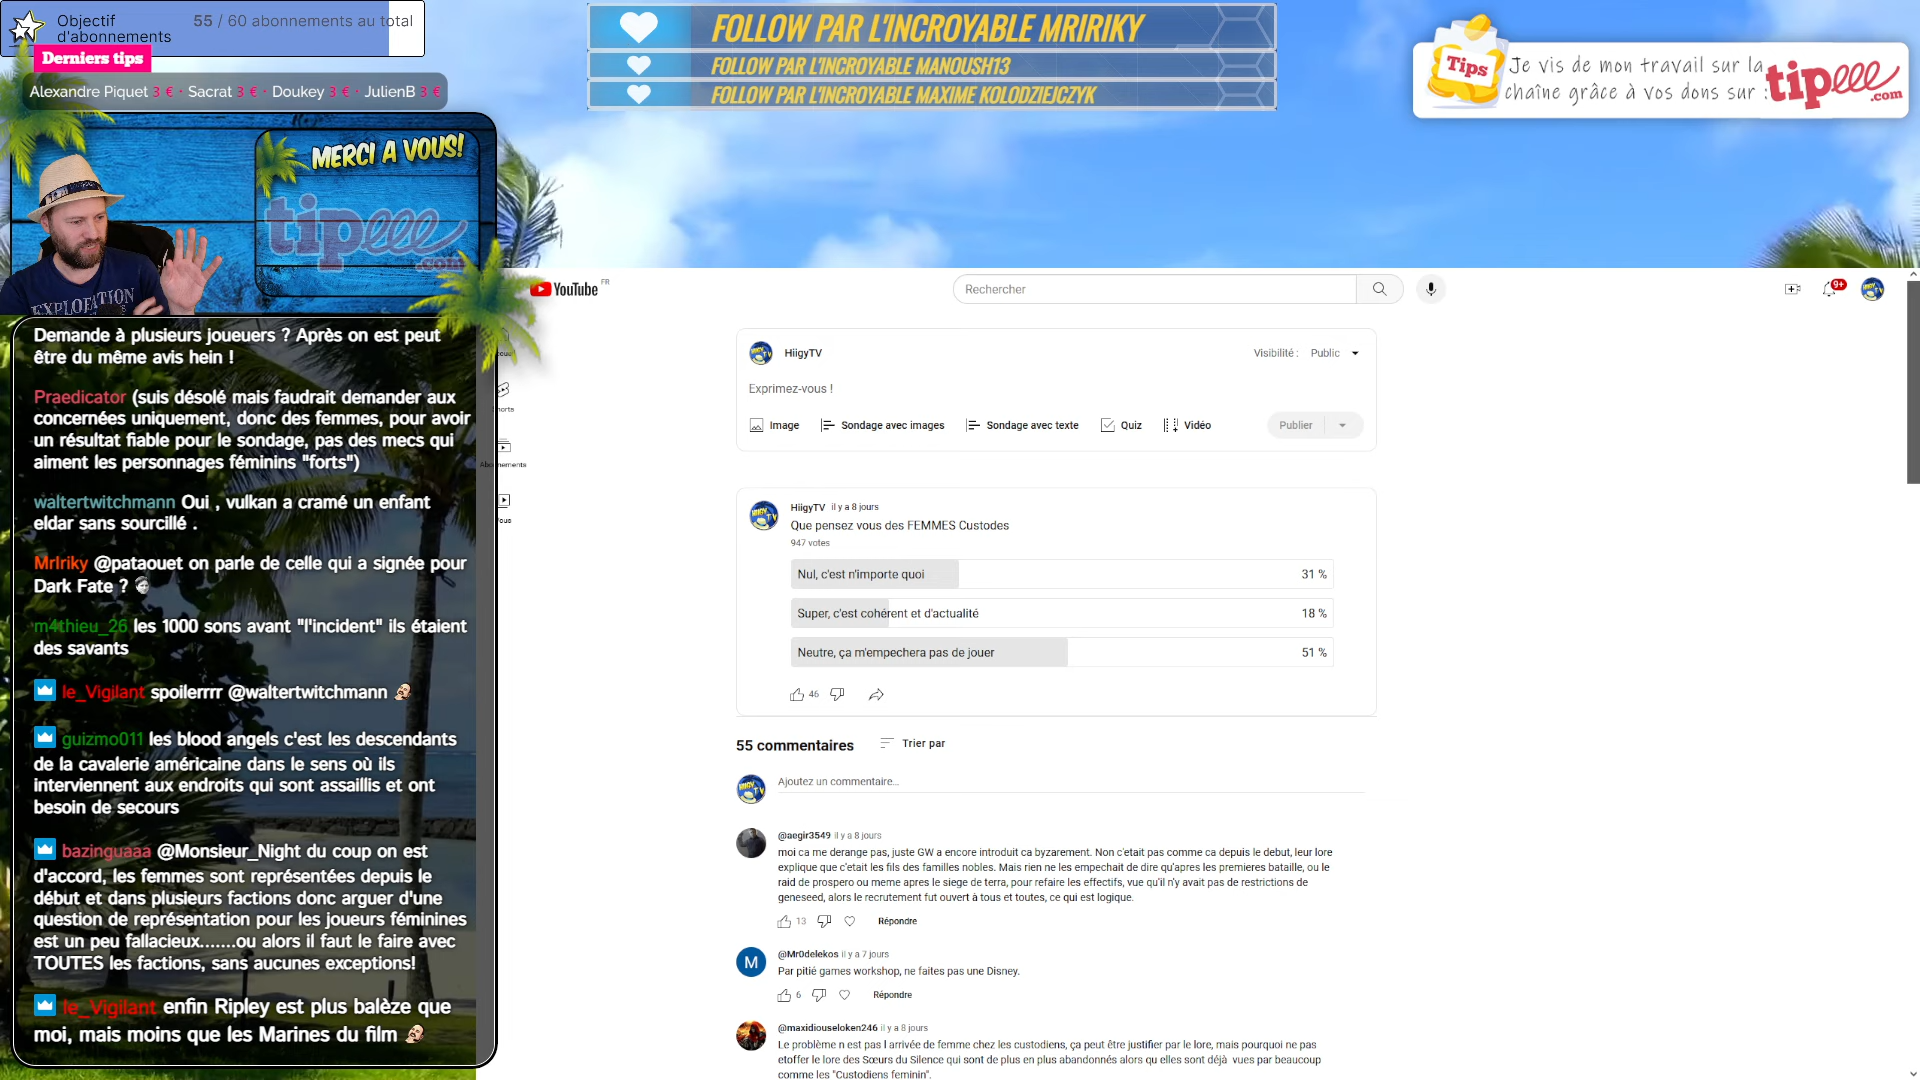 Objectif
d'abonnements
55 / 60 abonnements au total
Derniers tips
Alexandre Piquet 3 € · Sacrat 3 € · Doukey 3 € · JulienB 3 €
MERCI A VOUS!
tipeee
.com
EXPLORATION
FOLLOW PAR L'INCROYABLE MRIRIKY
FOLLOW PAR L'INCROYABLE MANOUSH13
FOLLOW PAR L'INCROYABLE MAXIME KOLODZIEJCZYK
Tips
Je vis de mon travail sur la
chaîne grâce à vos dons sur :
tipeee
.com
Demande à plusieurs joueuers ? Après on est peut
être du même avis hein !
Praedicator (suis désolé mais faudrait demander aux
concernées uniquement, donc des femmes, pour avoir
un résultat fiable pour le sondage, pas des mecs qui
aiment les personnages féminins "forts")
waltertwitchmann Oui , vulkan a cramé un enfant
eldar sans sourcillé .
MrIriky @pataouet on parle de celle qui a signée pour
Dark Fate ?
m4thieu_26 les 1000 sons avant "l'incident" ils étaient
des savants
le_Vigilant spoilerrrr @waltertwitchmann
guizmo011 les blood angels c'est les descendants
de la cavalerie américaine dans le sens où ils
interviennent aux endroits qui sont assaillis et ont
besoin de secours
bazinguaaa @Monsieur_Night du coup on est
d'accord, les femmes sont représentées depuis le
début et dans plusieurs factions donc arguer d'une
question de représentation pour les joueurs féminines
est un peu fallacieux.......ou alors il faut le faire avec
TOUTES les factions, sans aucunes exceptions!
le_Vigilant enfin Ripley est plus balèze que
moi, mais moins que les Marines du film
YouTube FR
Rechercher
9+
HiigyTV
Visibilité : Public
Exprimez-vous !
Image
Sondage avec images
Sondage avec texte
Quiz
Vidéo
Publier
HiigyTV il y a 8 jours
Que pensez vous des FEMMES Custodes
947 votes
Nul, c'est n'importe quoi 31 %
Super, c'est cohérent et d'actualité 18 %
Neutre, ça m'empechera pas de jouer 51 %
46
55 commentaires
Trier par
Ajoutez un commentaire...
@aegir3549 il y a 8 jours
moi ca me derange pas, juste GW a encore introduit ca byzarement. Non c'etait pas comme ca depuis le debut, leur lore
explique que c'etait les fils des familles nobles. Mais rien ne les empechait de dire qu'apres les premieres bataille, ou le
raid de prospero ou meme apres le siege de terra, pour refaire les effectifs, vue qu'il n'y avait pas de restrictions de
geneseed, alors le recrutement fut ouvert à tous et toutes, ce qui est logique.
13
Répondre
M
@Mr0delekos il y a 7 jours
Par pitié games workshop, ne faites pas une Disney.
6
Répondre
@maxidiouseloken246 il y a 8 jours
Le problème n est pas l arrivée de femme chez les custodiens, ça peut être justifier par le lore, mais pourquoi ne pas
etoffer le lore des Sœurs du Silence qui sont de plus en plus abandonnés alors qu elles sont déjà vues par beaucoup
comme les "Custodiens feminin".